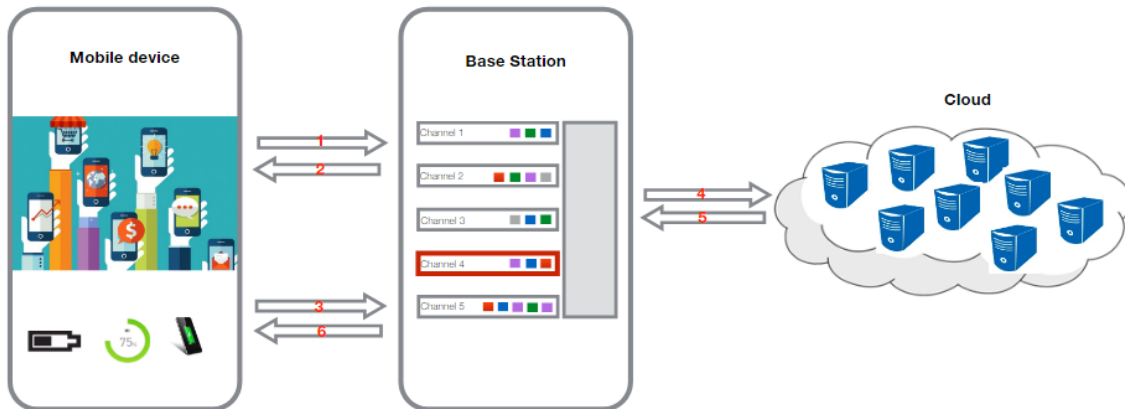 Mobile device
Base Station
Cloud
1
2
3
6
4
5
Channel 1
Channel 2
Channel 3
Channel 4
Channel 5
75%